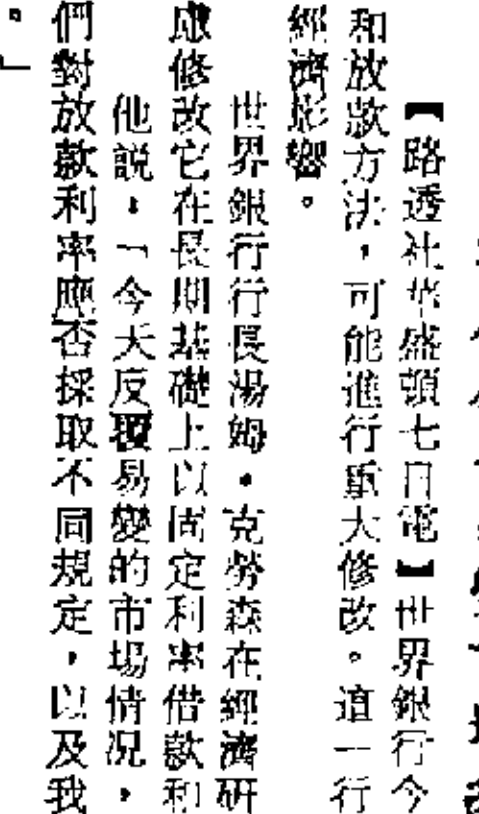 【路透社華盛頓七日電】世界銀行今
和放款方法，可能進行重大修改。這一行
經濟影響。
世界銀行行長湯姆・克勞森在經濟研
應修改它在長期基礎上以固定利率借款和
他說，「今天反覆易變的市場情況，
們對放款利率應否採取不同規定，以及我
。」